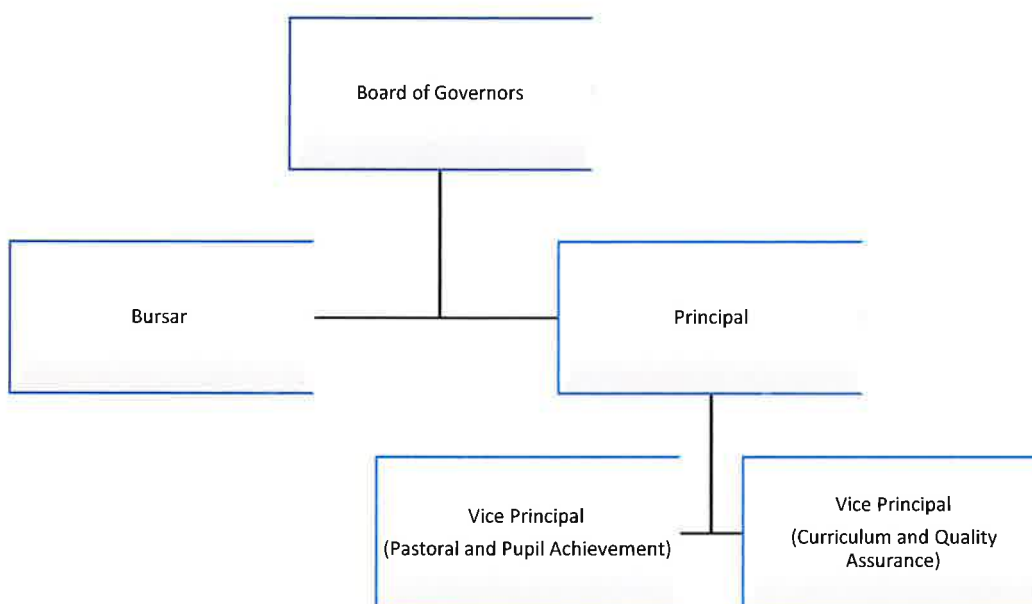 Board of Governors
Bursar
Principal
Vice Principal
(Pastoral and Pupil Achievement)
Vice Principal
(Curriculum and Quality
Assurance)